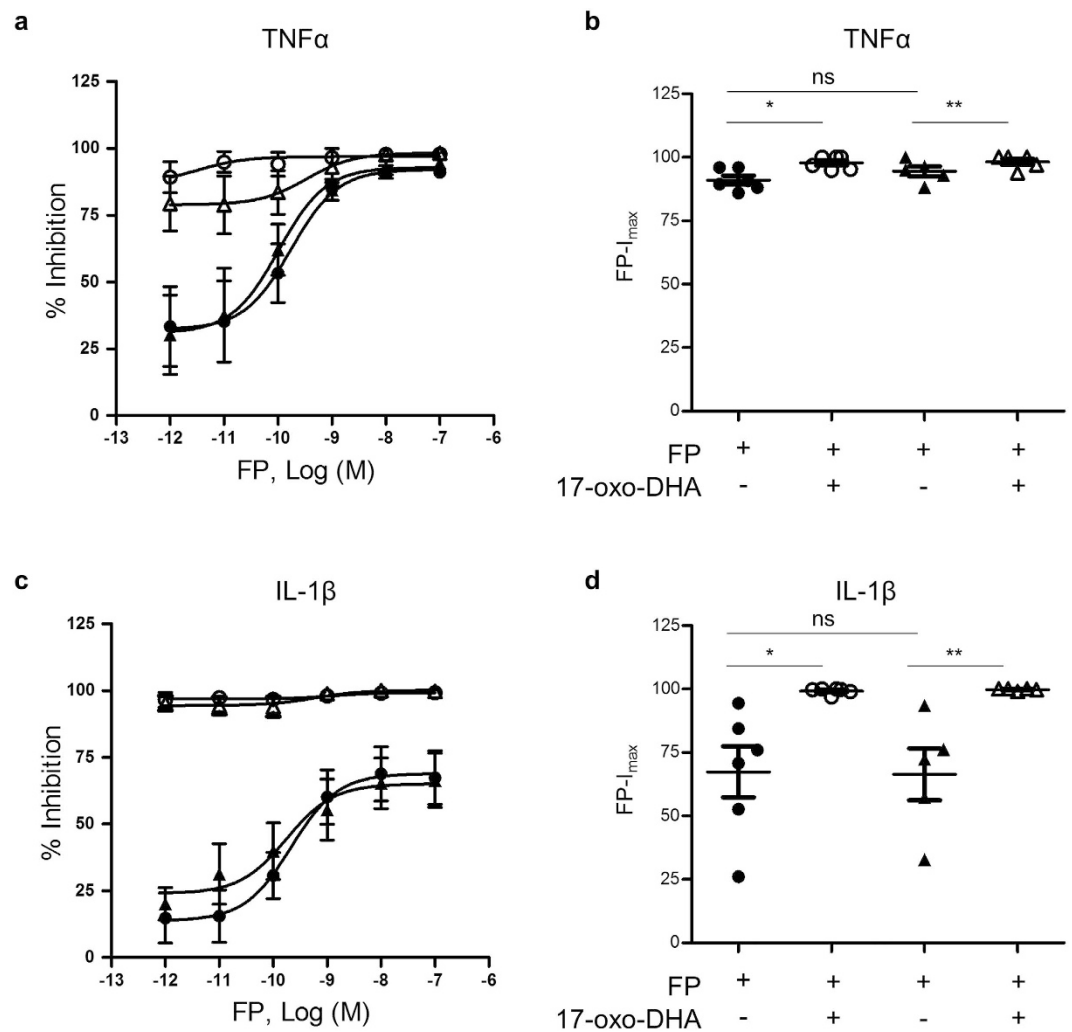 a
TNFα
125
100
75
50
25
0
% Inhibition
-13 -12 -11 -10 -9 -8 -7 -6
FP, Log (M)
b
TNFα
ns
* **
125
100
75
50
25
0
FP-Imax
FP + + + +
17-oxo-DHA - + - +
c
IL-1β
125
100
75
50
25
0
% Inhibition
-13 -12 -11 -10 -9 -8 -7 -6
FP, Log (M)
d
IL-1β
ns
* **
125
100
75
50
25
0
FP-Imax
FP + + + +
17-oxo-DHA - + - +